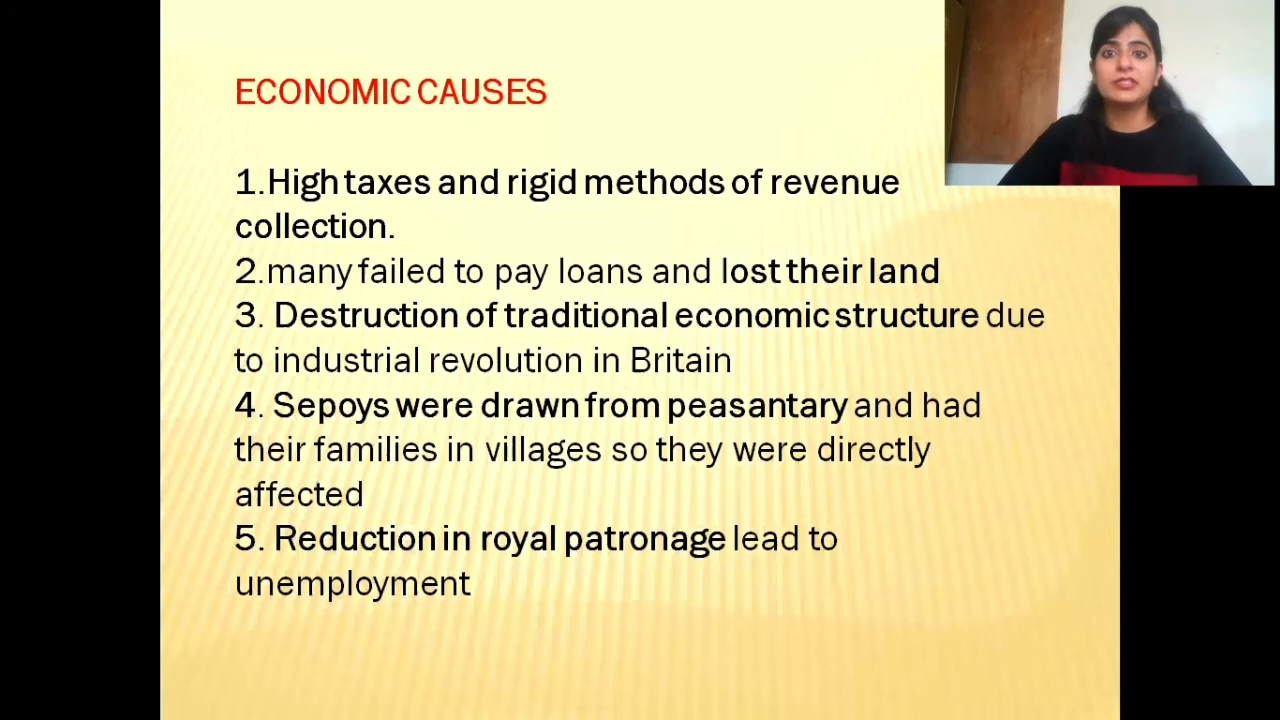 ECONOMIC CAUSES
1.High taxes and rigid methods of revenue
collection.
2.many failed to pay loans and lost their land
3. Destruction of traditional economic structure due
to industrial revolution in Britain
4. Sepoys were drawn from peasantary and had
their families in villages so they were directly
affected
5. Reduction in royal patronage lead to
unemployment